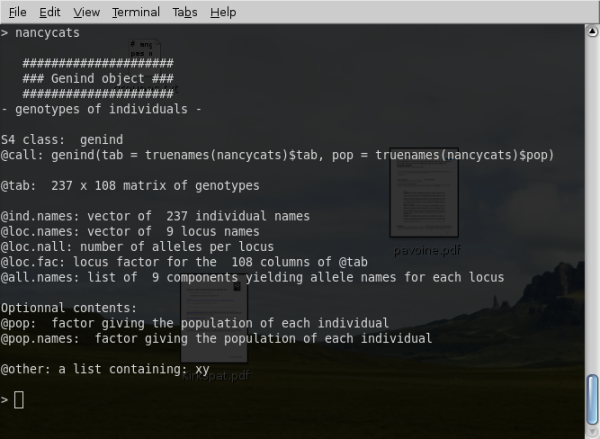 File Edit View Terminal Tabs Help
> nancycats
#####################
### Genind object ###
#####################
- genotypes of individuals -
S4 class:  genind
@call: genind(tab = truenames(nancycats)$tab, pop = truenames(nancycats)$pop)
@tab:  237 x 108 matrix of genotypes
@ind.names: vector of  237 individual names
@loc.names: vector of  9 locus names
@loc.nall: number of alleles per locus
@loc.fac: locus factor for the  108 columns of @tab
@all.names: list of  9 components yielding allele names for each locus
Optionnal contents:
@pop:  factor giving the population of each individual
@pop.names:  factor giving the population of each individual
@other: a list containing: xy
>
pavoine.pdf